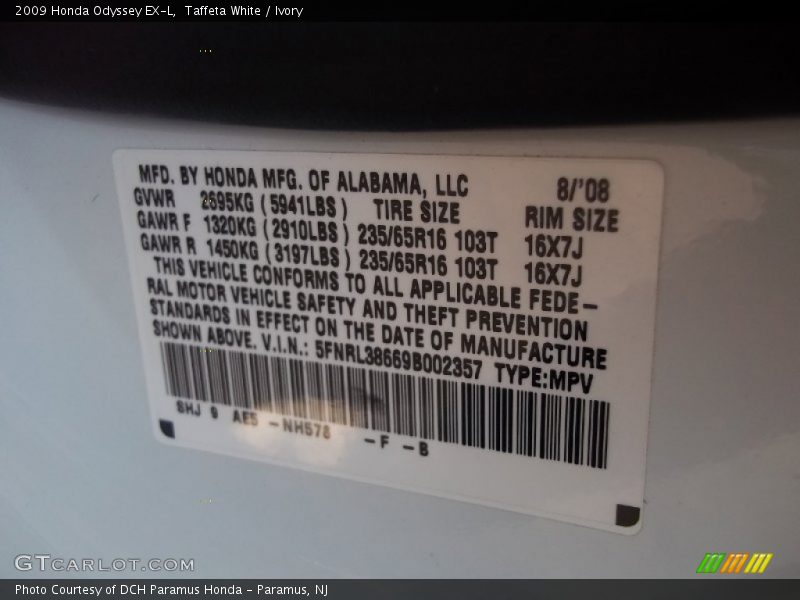 2009 Honda Odyssey EX-L,  Taffeta White / Ivory
MFD. BY HONDA MFG. OF ALABAMA, LLC 8/'08
GVWR 2695KG (5941LBS) TIRE SIZE RIM SIZE
GAWR F 1320KG (2910LBS) 235/65R16 103T 16X7J
GAWR R 1450KG (3197LBS) 235/65R16 103T 16X7J
THIS VEHICLE CONFORMS TO ALL APPLICABLE FEDE-
RAL MOTOR VEHICLE SAFETY AND THEFT PREVENTION
STANDARDS IN EFFECT ON THE DATE OF MANUFACTURE
SHOWN ABOVE. V.I.N.: 5FNRL38669B002357 TYPE:MPV
SHJ 9 AE5 -NH578 -F -B
GTCARLOT.COM
Photo Courtesy of DCH Paramus Honda - Paramus, NJ